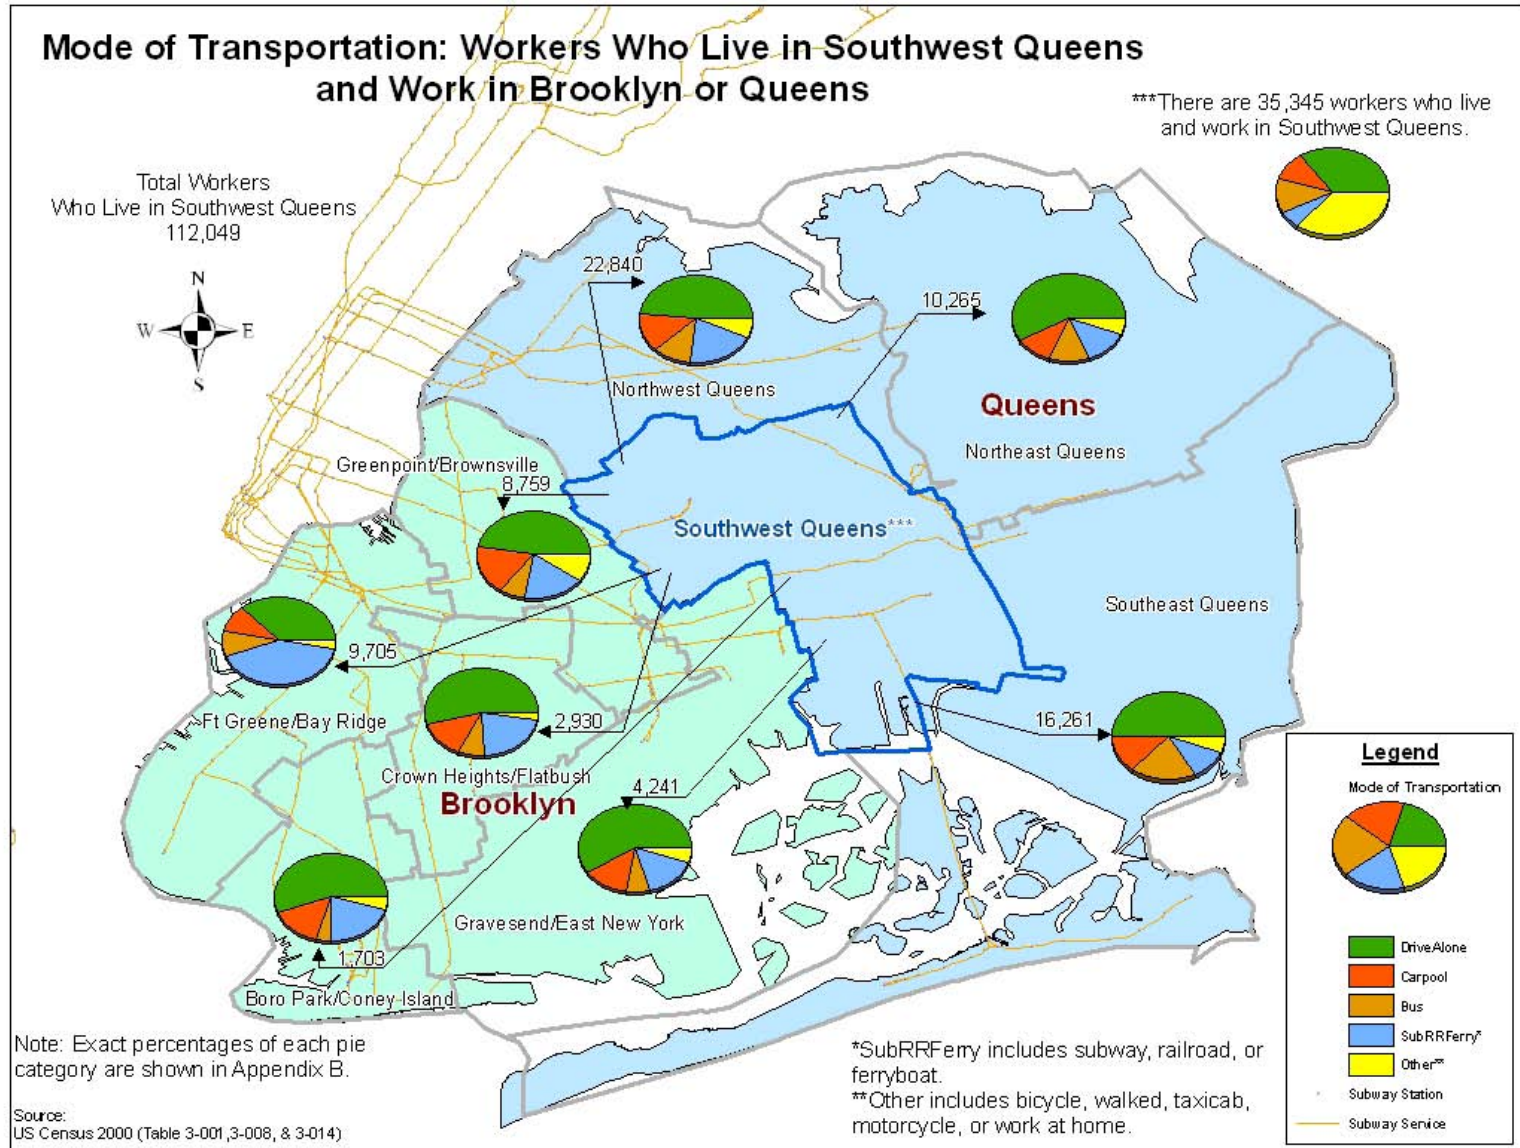 Mode of Transportation: Workers Who Live in Southwest Queens
and Work in Brooklyn or Queens
***There are 35,345 workers who live
and work in Southwest Queens.
Total Workers
Who Live in Southwest Queens
112,049
N
W
E
S
22,840
10,265
Northwest Queens
Queens
Northeast Queens
Greenpoint/Brownsville
8,759
Southwest Queens***
Southeast Queens
9,705
Ft Greene/Bay Ridge
2,930
16,261
Crown Heights/Flatbush
Brooklyn
4,241
Gravesend/East New York
1,703
Boro Park/Coney Island
Legend
Mode of Transportation
DriveAlone
Carpool
Bus
SubRRFerry*
Other**
Subway Station
Subway Service
Note: Exact percentages of each pie
category are shown in Appendix B.
Source:
US Census 2000 (Table 3-001,3-008, & 3-014)
*SubRRFerry includes subway, railroad, or
ferryboat.
**Other includes bicycle, walked, taxicab,
motorcycle, or work at home.